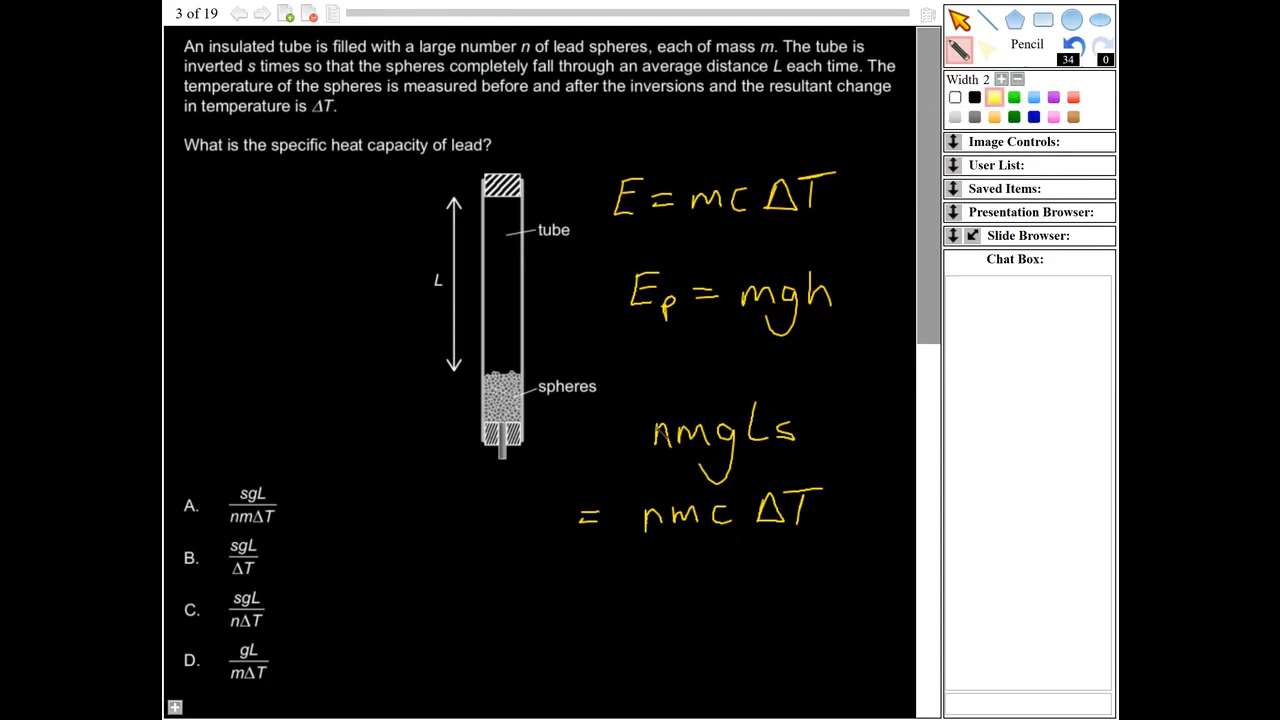 3 of 19
An insulated tube is filled with a large number n of lead spheres, each of mass m. The tube is
inverted s times so that the spheres completely fall through an average distance L each time. The
temperature of the spheres is measured before and after the inversions and the resultant change
in temperature is ΔT.
What is the specific heat capacity of lead?
tube
L
spheres
E = mcΔT
Ep = mgh
nmgLs
= nmcΔT
A. sgL
nmΔT
B. sgL
ΔT
C. sgL
nΔT
D. gL
mΔT
Pencil
34
0
Width 2
Image Controls:
User List:
Saved Items:
Presentation Browser:
Slide Browser:
Chat Box: